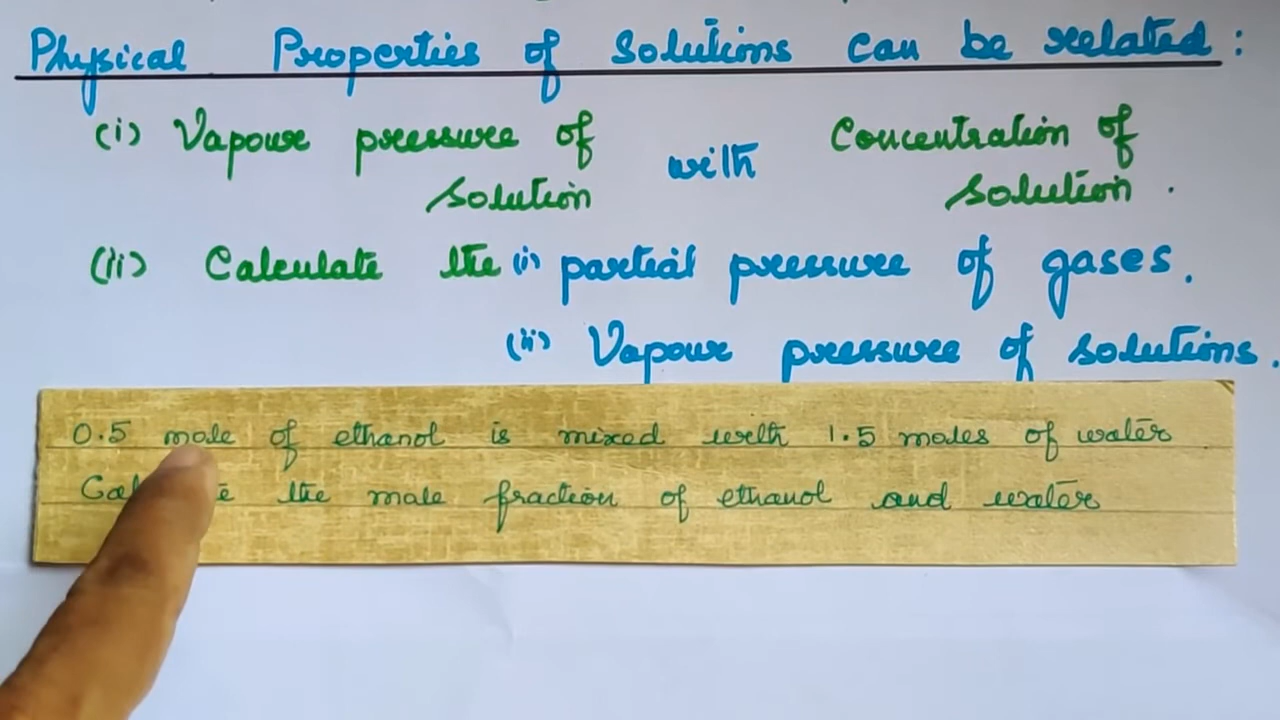 Physical Properties of solutions can be related :
(i) Vapour pressure of solution with Concentration of solution .
(ii) Calculate the (i) partial pressure of gases.
(ii) Vapour pressure of solutions.
0.5 mole of ethanol is mixed with 1.5 moles of water
the mole fraction of ethanol and water